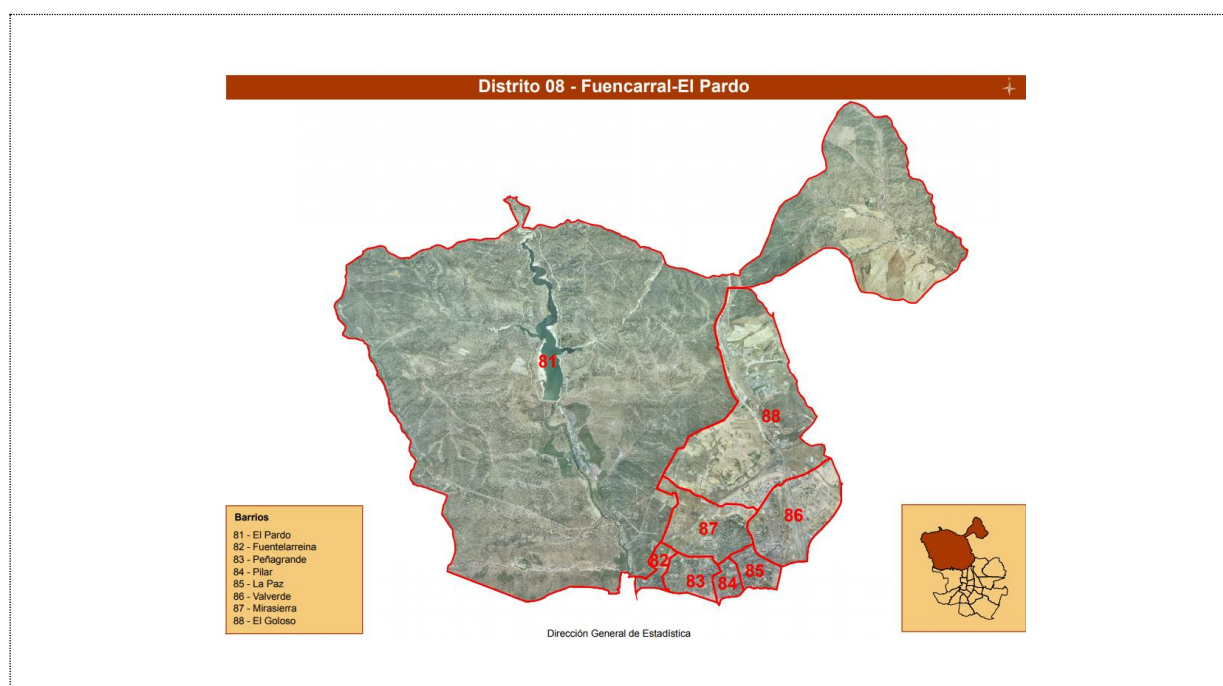 Distrito 08 - Fuencarral-El Pardo
81
88
86
87
82
83
84
85
Barrios
81 - El Pardo
82 - Fuentelarreina
83 - Peñagrande
84 - Pilar
85 - La Paz
86 - Valverde
87 - Mirasierra
88 - El Goloso
Dirección General de Estadística